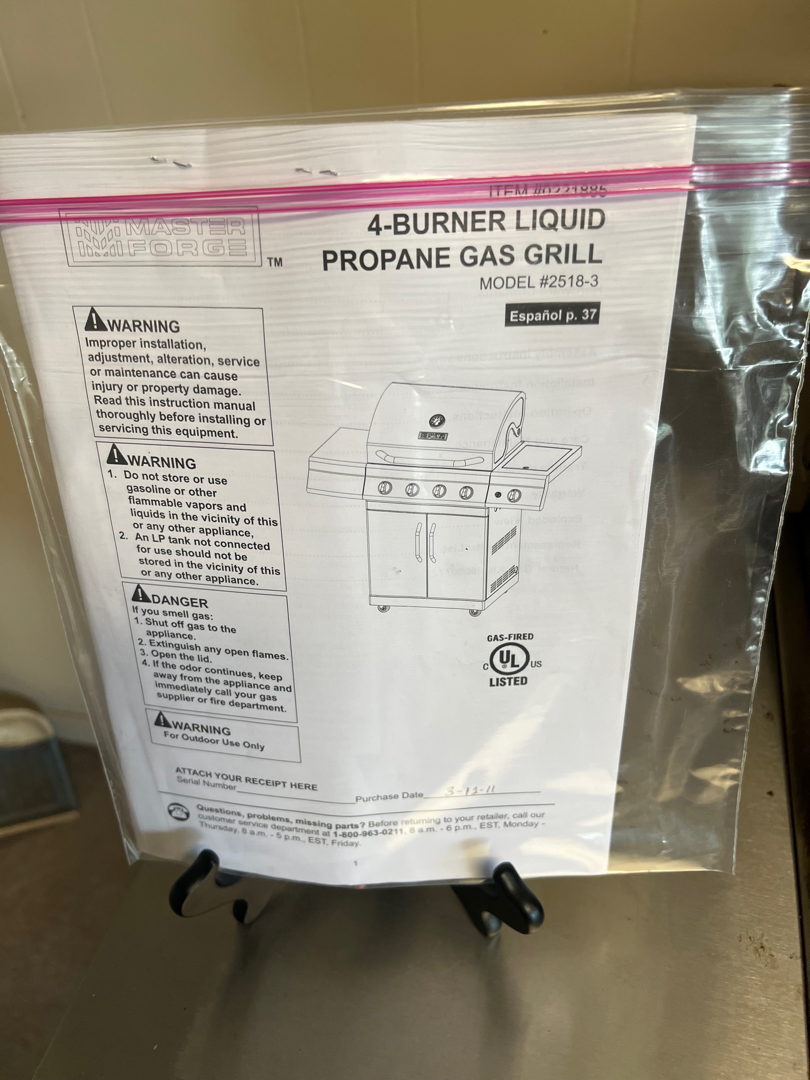 ITEM #0221885
MASTER
FORGE
TM
4-BURNER LIQUID
PROPANE GAS GRILL
MODEL #2518-3
Español p. 37
WARNING
Improper installation,
adjustment, alteration, service
or maintenance can cause
injury or property damage.
Read this instruction manual
thoroughly before installing or
servicing this equipment.
WARNING
1. Do not store or use
gasoline or other
flammable vapors and
liquids in the vicinity of this
or any other appliance,
2. An LP tank not connected
for use should not be
stored in the vicinity of this
or any other appliance.
DANGER
If you smell gas:
1. Shut off gas to the
appliance.
2. Extinguish any open flames.
3. Open the lid.
4. If the odor continues, keep
away from the appliance and
immediately call your gas
supplier or fire department.
WARNING
For Outdoor Use Only
GAS-FIRED
C UL US
®
LISTED
ATTACH YOUR RECEIPT HERE
Serial Number
Purchase Date 3-12-11
Questions, problems, missing parts? Before returning to your retailer, call our
customer service department at 1-800-963-0211, 8 a.m. - 6 p.m., EST, Monday -
Thursday, 8 a.m. - 5 p.m., EST, Friday.
1